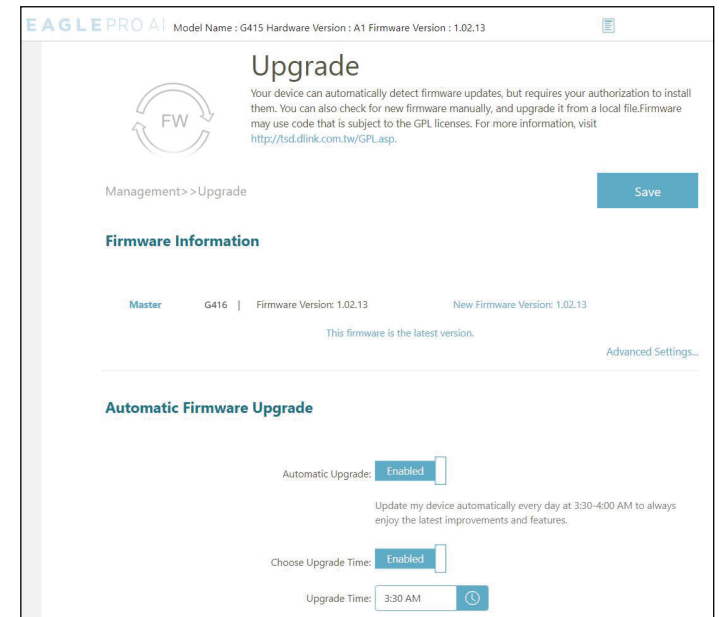 EAGLE PRO AI Model Name : G415 Hardware Version : A1 Firmware Version : 1.02.13
Upgrade
Your device can automatically detect firmware updates, but requires your authorization to install
them. You can also check for new firmware manually, and upgrade it from a local file.Firmware
may use code that is subject to the GPL licenses. For more information, visit
http://tsd.dlink.com.tw/GPL.asp.
FW
Management>>Upgrade
Save
Firmware Information
Master G416 | Firmware Version: 1.02.13 New Firmware Version: 1.02.13
This firmware is the latest version.
Advanced Settings...
Automatic Firmware Upgrade
Automatic Upgrade: Enabled
Update my device automatically every day at 3:30-4:00 AM to always
enjoy the latest improvements and features.
Choose Upgrade Time: Enabled
Upgrade Time: 3:30 AM